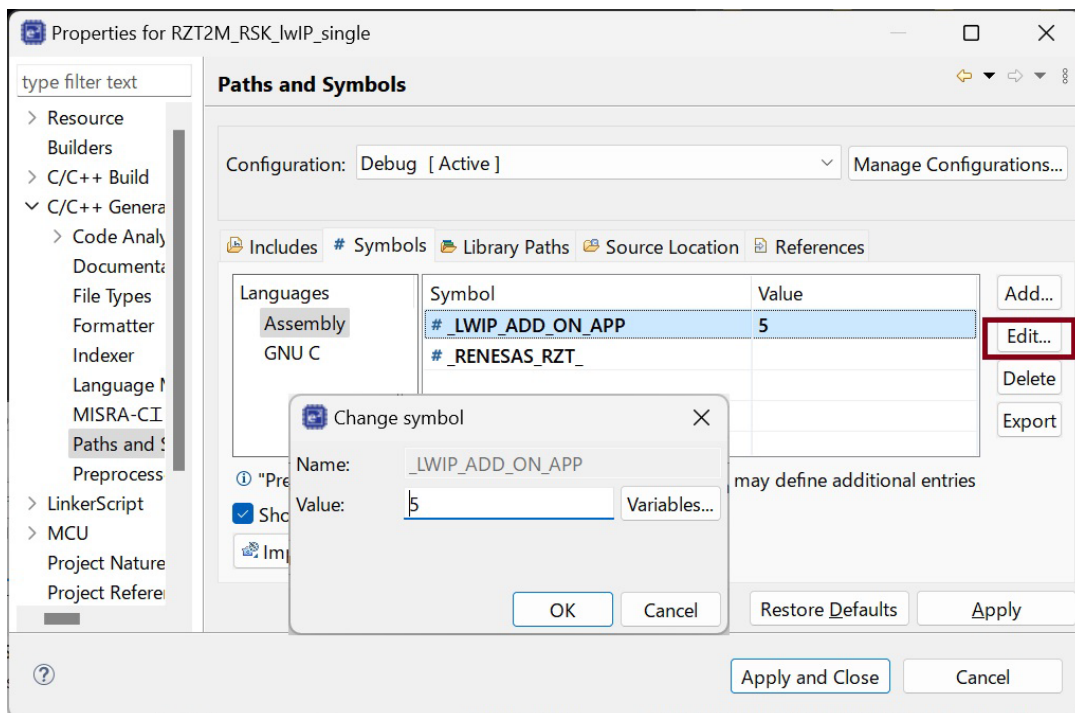 Properties for RZT2M_RSK_lwIP_single
type filter text
Resource
Builders
C/C++ Build
C/C++ Genera
Code Analy
Documenta
File Types
Formatter
Indexer
Language M
MISRA-C
Paths and S
Preprocess
LinkerScript
MCU
Project Nature
Project Refere
Paths and Symbols
Configuration: Debug [ Active ] Manage Configurations...
Includes # Symbols Library Paths Source Location References
Languages
Assembly
GNU C
Symbol Value
# _LWIP_ADD_ON_APP 5
# _RENESAS_RZT_
Add...
Edit...
Delete
Export
"Pre may define additional entries
Sho
Imp
Change symbol
Name: _LWIP_ADD_ON_APP
Value: 5 Variables...
OK Cancel
Restore Defaults Apply
Apply and Close Cancel